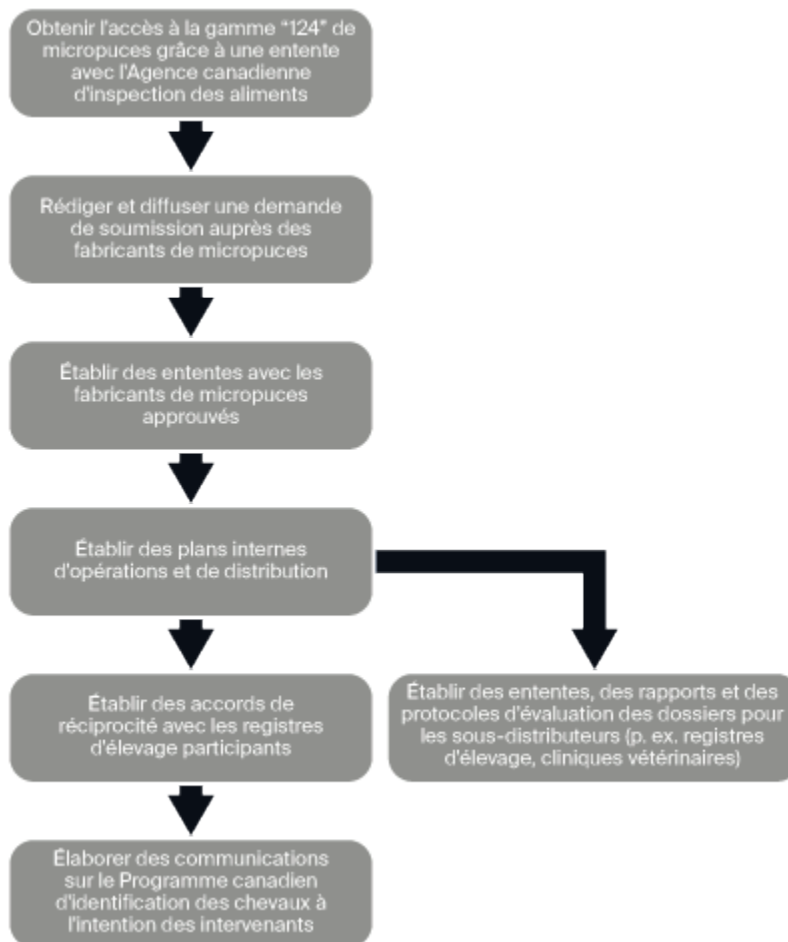 Obtenir l'accès à la gamme “124” de
micropuces grâce à une entente
avec l'Agence canadienne
d'inspection des aliments
Rédiger et diffuser une demande
de soumission auprès des
fabricants de micropuces
Établir des ententes avec les
fabricants de micropuces
approuvés
Établir des plans internes
d'opérations et de distribution
Établir des accords de
réciprocité avec les registres
d'élevage participants
Établir des ententes, des rapports et des
protocoles d'évaluation des dossiers pour
les sous-distributeurs (p. ex. registres
d'élevage, cliniques vétérinaires)
Élaborer des communications
sur le Programme canadien
d'identification des chevaux à
l'intention des intervenants